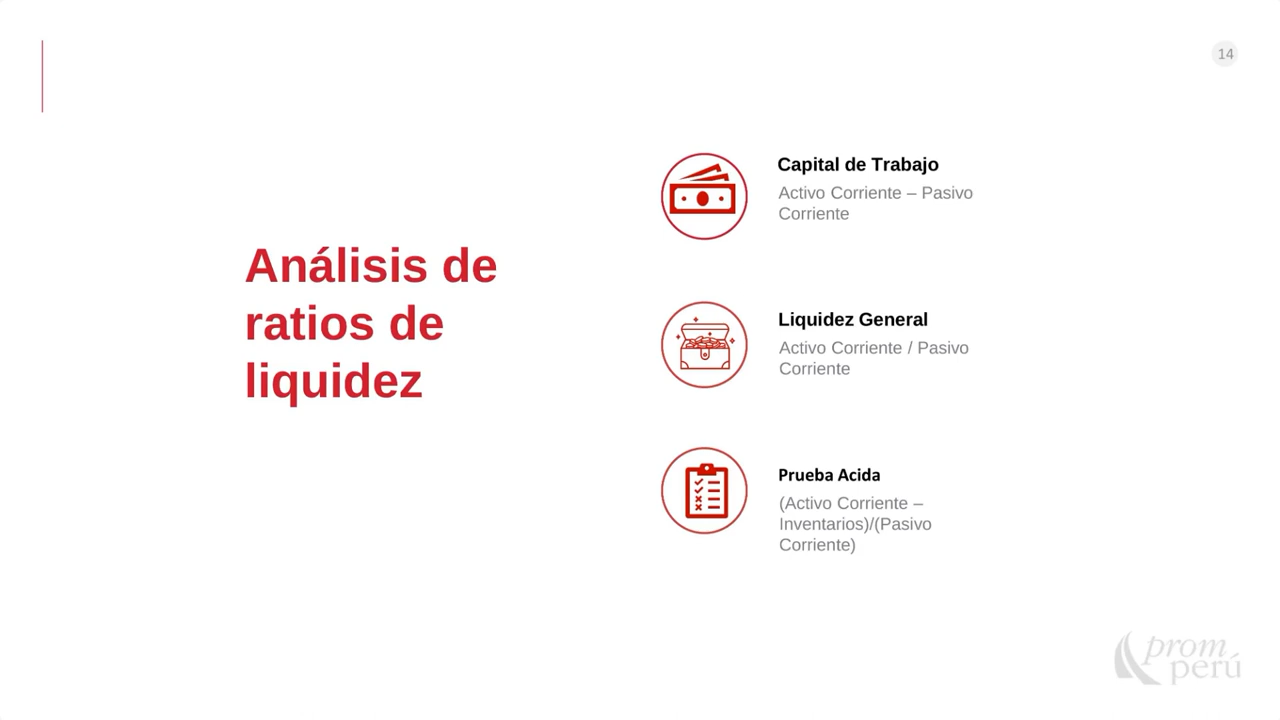 14
Análisis de
ratios de
liquidez
Capital de Trabajo
Activo Corriente – Pasivo
Corriente
Liquidez General
Activo Corriente / Pasivo
Corriente
Prueba Acida
(Activo Corriente –
Inventarios)/(Pasivo
Corriente)
prom
perú